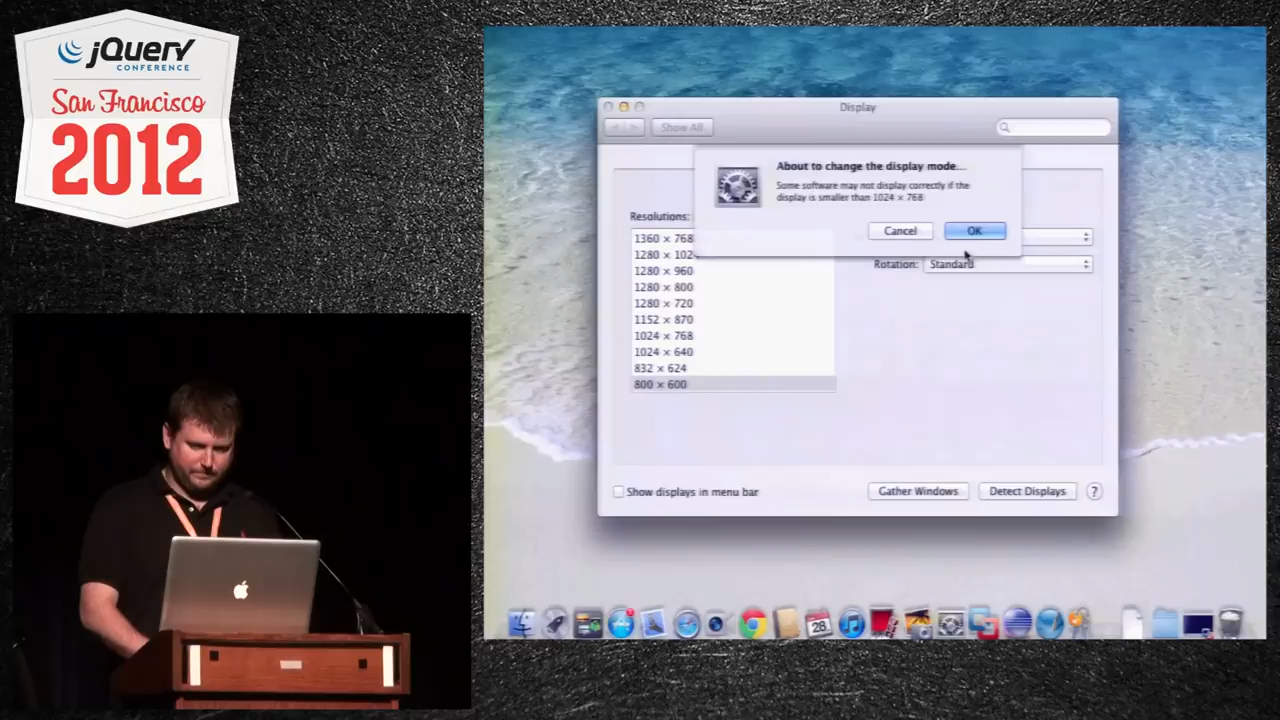 jQuery
CONFERENCE
San Francisco
2012
Display
Show All
About to change the display mode...
Some software may not display correctly if the
display is smaller than 1024 × 768
Cancel
OK
Resolutions:
1360 × 768
1280 × 1024
1280 × 960
1280 × 800
1280 × 720
1152 × 870
1024 × 768
1024 × 640
832 × 624
800 × 600
Rotation:
Standard
Show displays in menu bar
Gather Windows
Detect Displays
?
28